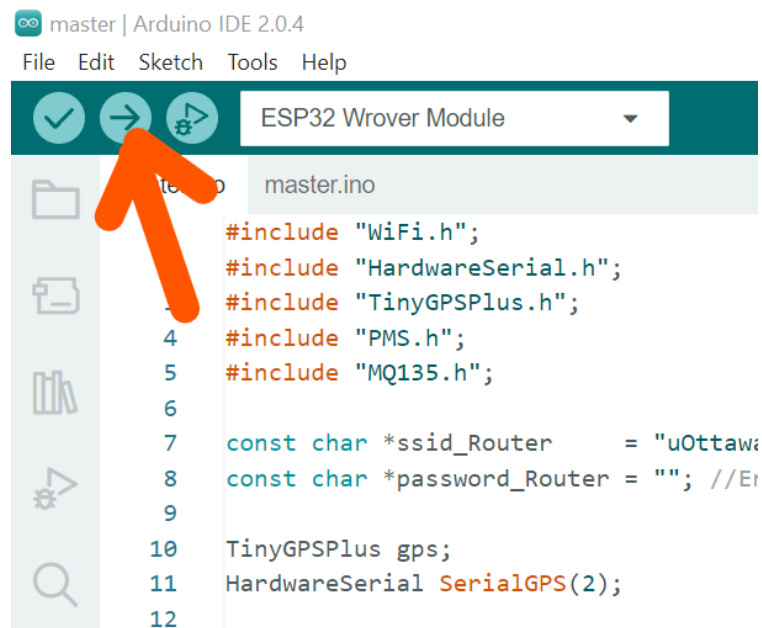 master | Arduino IDE 2.0.4
File Edit Sketch Tools Help
ESP32 Wrover Module
master.ino
#include "WiFi.h";
#include "HardwareSerial.h";
#include "TinyGPSPlus.h";
4 #include "PMS.h";
5 #include "MQ135.h";
6
7 const char *ssid_Router = "uOttawa
8 const char *password_Router = ""; //
9
10 TinyGPSPlus gps;
11 HardwareSerial SerialGPS(2);
12